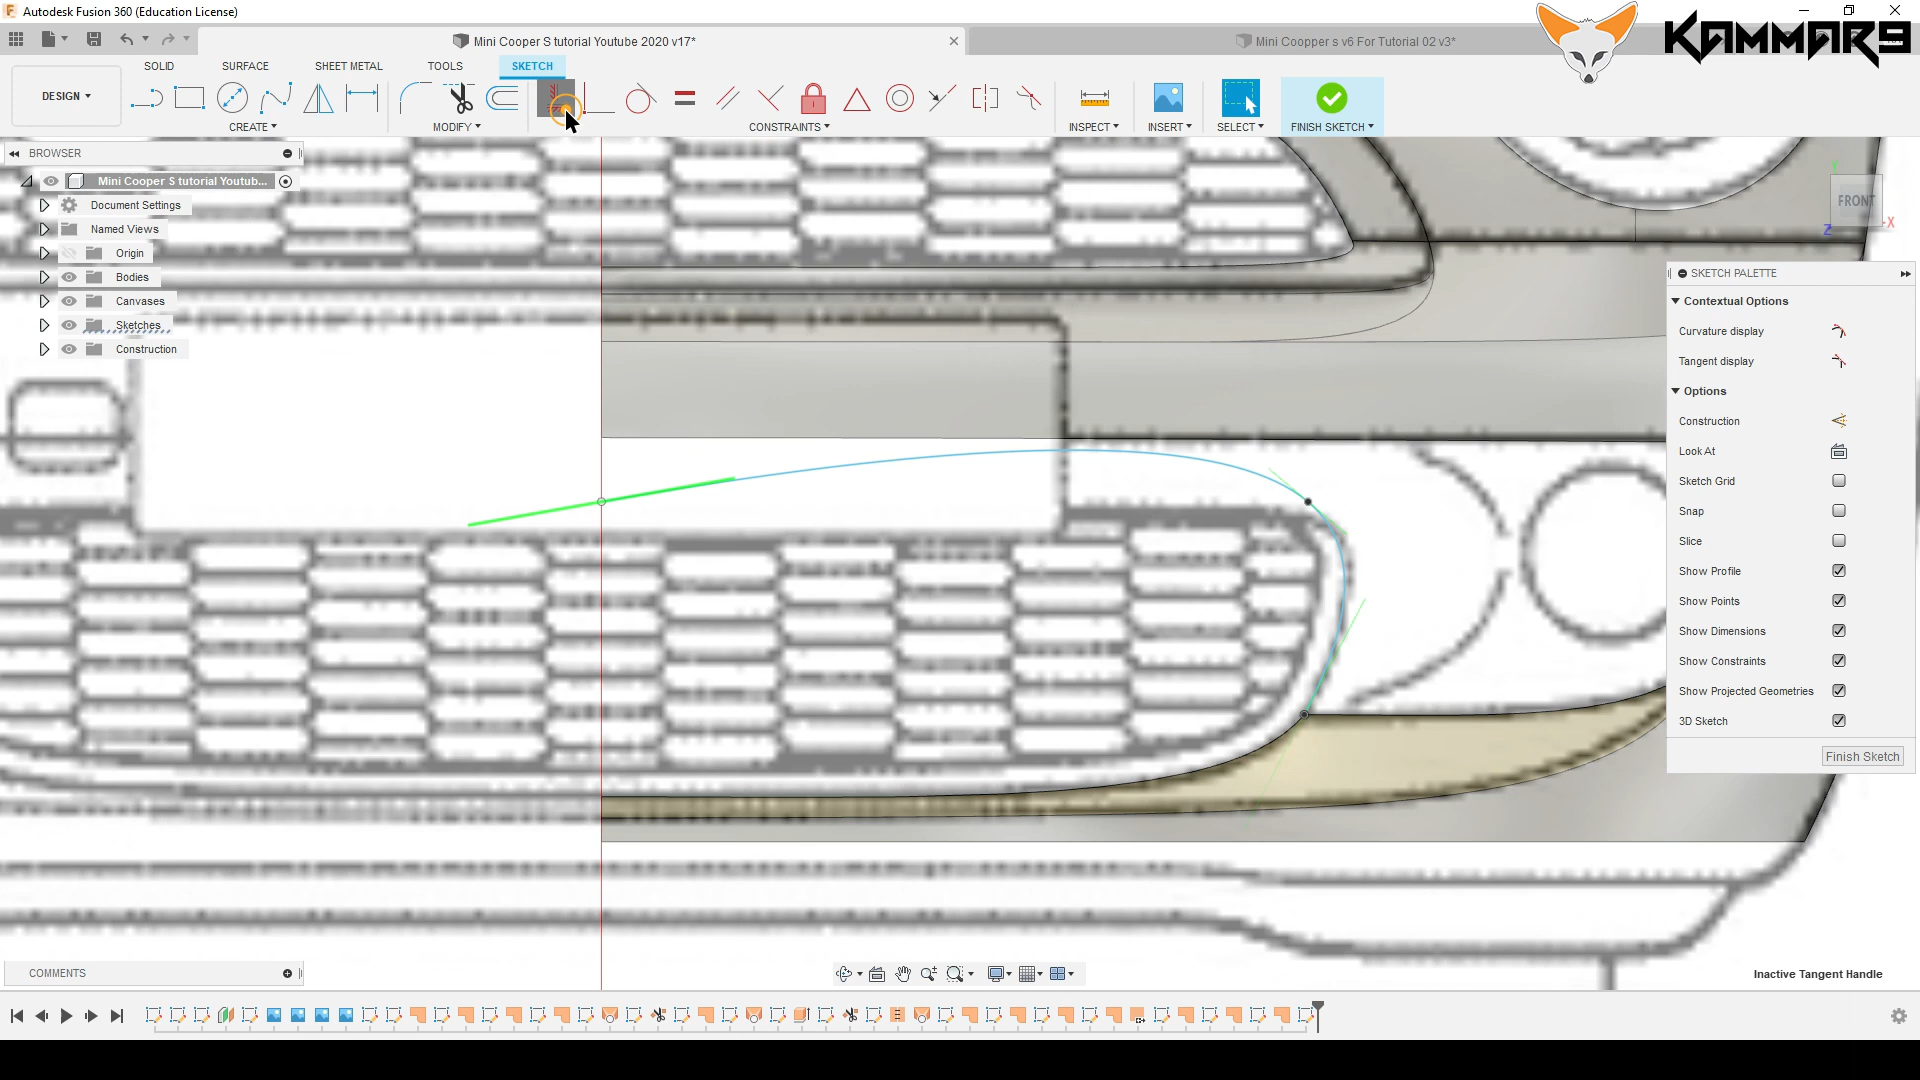 Autodesk Fusion 360 (Education License)
Mini Cooper S tutorial Youtube 2020 v17*
Mini Coopper s v6 For Tutorial 02 v3*
KAMMAR9
SOLID
SURFACE
SHEET METAL
TOOLS
SKETCH
DESIGN
CREATE
MODIFY
CONSTRAINTS
INSPECT
INSERT
SELECT
FINISH SKETCH
BROWSER
Mini Cooper S tutorial Youtub...
Document Settings
Named Views
Origin
Bodies
Canvases
Sketches
Construction
Y
FRONT
X
Z
SKETCH PALETTE
Contextual Options
Curvature display
Tangent display
Options
Construction
Look At
Sketch Grid
Snap
Slice
Show Profile
Show Points
Show Dimensions
Show Constraints
Show Projected Geometries
3D Sketch
Finish Sketch
COMMENTS
Inactive Tangent Handle